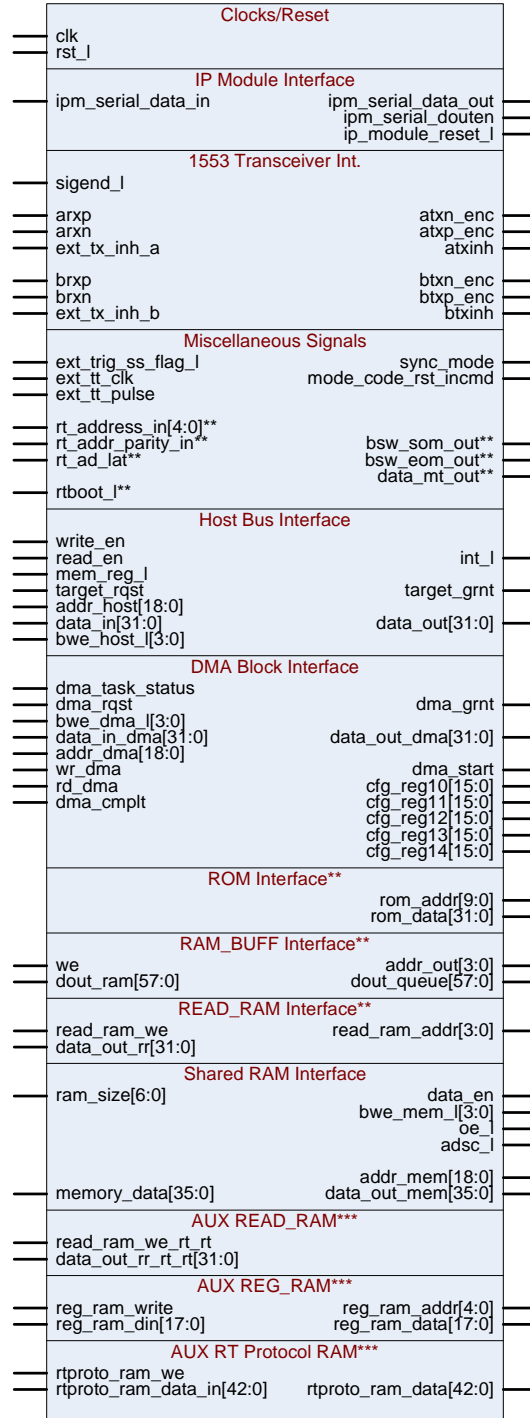 Clocks/Reset
clk
rst_l
IP Module Interface
ipm_serial_data_in ipm_serial_data_out
ipm_serial_douten
ip_module_reset_l
1553 Transceiver Int.
sigend_l
arxp atxn_enc
arxn atxp_enc
ext_tx_inh_a atxinh
brxp btxn_enc
brxn btxp_enc
ext_tx_inh_b btxinh
Miscellaneous Signals
ext_trig_ss_flag_l sync_mode
ext_tt_clk mode_code_rst_incmd
ext_tt_pulse
rt_address_in[4:0]**
rt_addr_parity_in** bsw_som_out**
rt_ad_lat** bsw_eom_out**
data_mt_out**
rtboot_l**
Host Bus Interface
write_en
read_en int_l
mem_reg_l
target_rqst target_grnt
addr_host[18:0]
data_in[31:0] data_out[31:0]
bwe_host_l[3:0]
DMA Block Interface
dma_task_status
dma_rqst dma_grnt
bwe_dma_l[3:0]
data_in_dma[31:0] data_out_dma[31:0]
addr_dma[18:0]
wr_dma dma_start
rd_dma cfg_reg10[15:0]
dma_cmplt cfg_reg11[15:0]
cfg_reg12[15:0]
cfg_reg13[15:0]
cfg_reg14[15:0]
ROM Interface**
rom_addr[9:0]
rom_data[31:0]
RAM_BUFF Interface**
we addr_out[3:0]
dout_ram[57:0] dout_queue[57:0]
READ_RAM Interface**
read_ram_we read_ram_addr[3:0]
data_out_rr[31:0]
Shared RAM Interface
ram_size[6:0] data_en
bwe_mem_l[3:0]
oe_l
adsc_l
addr_mem[18:0]
memory_data[35:0] data_out_mem[35:0]
AUX READ_RAM***
read_ram_we_rt_rt
data_out_rr_rt_rt[31:0]
AUX REG_RAM***
reg_ram_write reg_ram_addr[4:0]
reg_ram_din[17:0] reg_ram_data[17:0]
AUX RT Protocol RAM***
rtproto_ram_we
rtproto_ram_data_in[42:0] rtproto_ram_data[42:0]